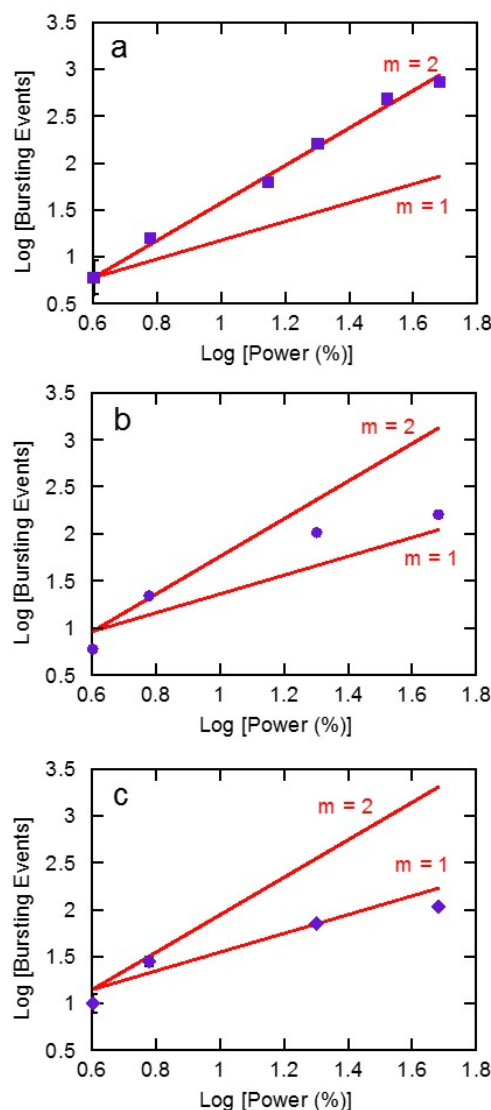 a
m = 2
m = 1
Log [Bursting Events]
3.5
3
2.5
2
1.5
1
0.5
0.6 0.8 1 1.2 1.4 1.6 1.8
Log [Power (%)]
b
m = 2
m = 1
Log [Bursting Events]
3.5
3
2.5
2
1.5
1
0.5
0.6 0.8 1 1.2 1.4 1.6 1.8
Log [Power (%)]
c
m = 2
m = 1
Log [Bursting Events]
3.5
3
2.5
2
1.5
1
0.5
0.6 0.8 1 1.2 1.4 1.6 1.8
Log [Power (%)]